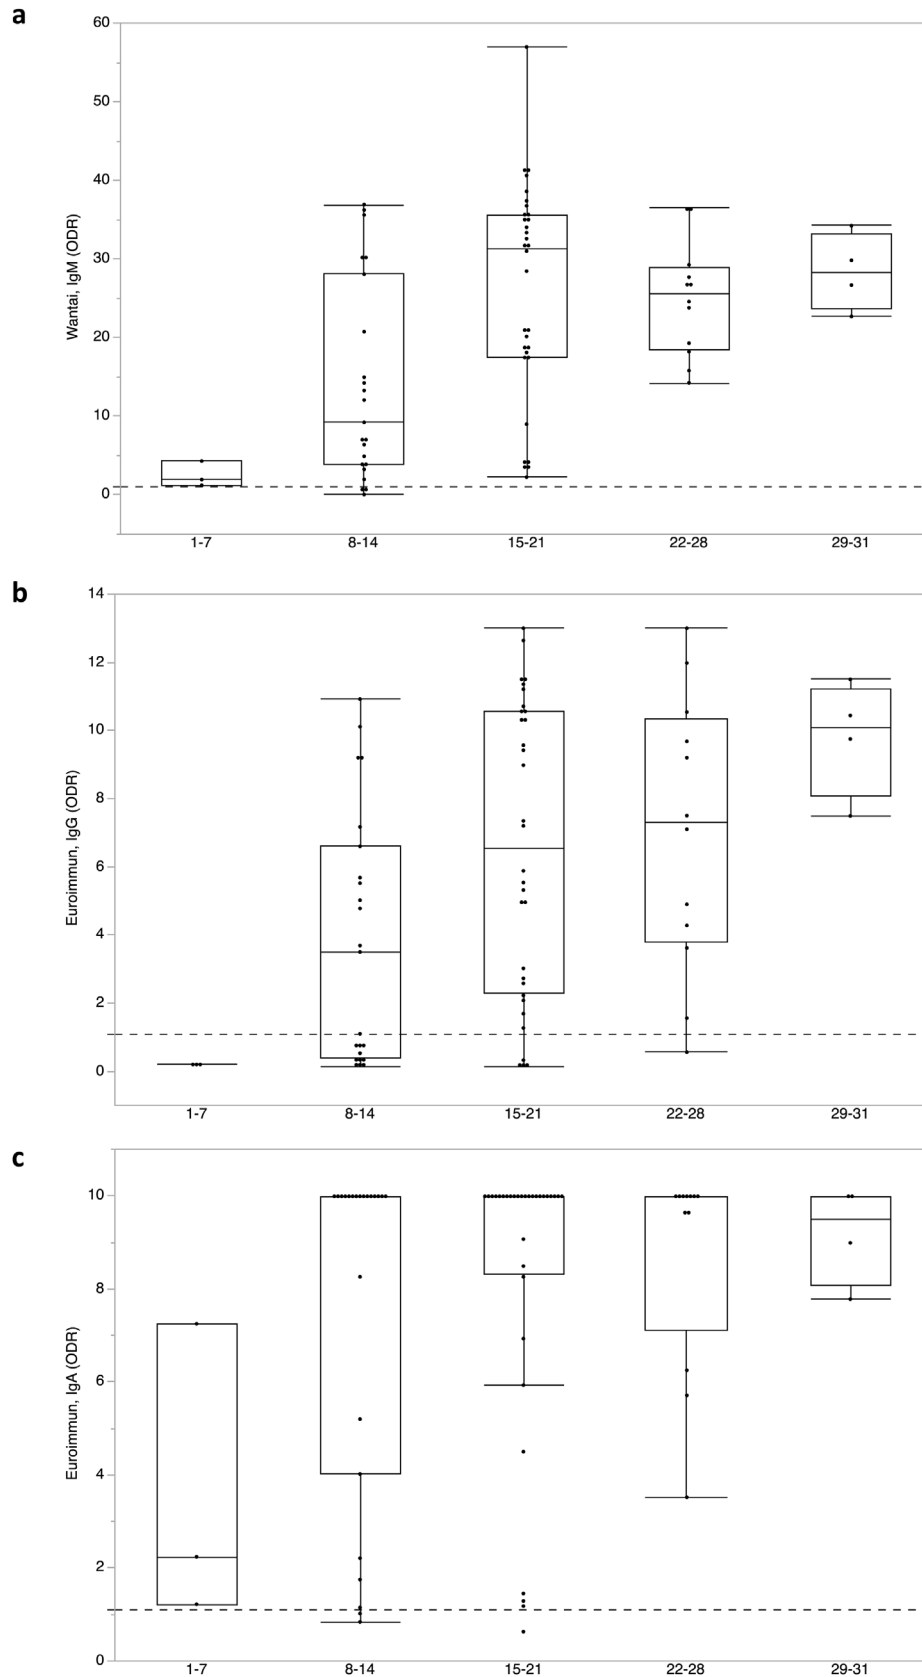 a
Wantai, IgM (ODR)
60
50
40
30
20
10
0
1-7 8-14 15-21 22-28 29-31
b
Euroimmun, IgG (ODR)
14
12
10
8
6
4
2
0
1-7 8-14 15-21 22-28 29-31
c
Euroimmun, IgA (ODR)
10
8
6
4
2
0
1-7 8-14 15-21 22-28 29-31